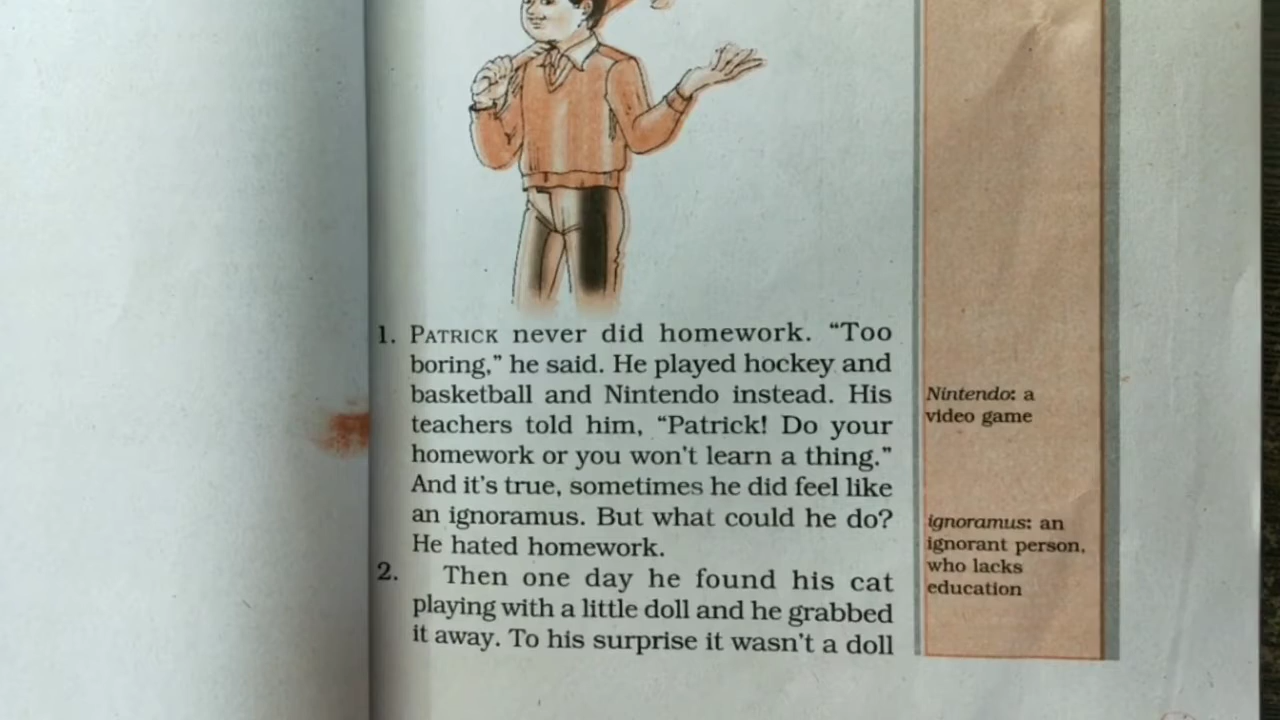 1. PATRICK never did homework. “Too
boring,” he said. He played hockey and
basketball and Nintendo instead. His
teachers told him, “Patrick! Do your
homework or you won't learn a thing.”
And it's true, sometimes he did feel like
an ignoramus. But what could he do?
He hated homework.
2. Then one day he found his cat
playing with a little doll and he grabbed
it away. To his surprise it wasn't a doll
Nintendo: a
video game
ignoramus: an
ignorant person,
who lacks
education